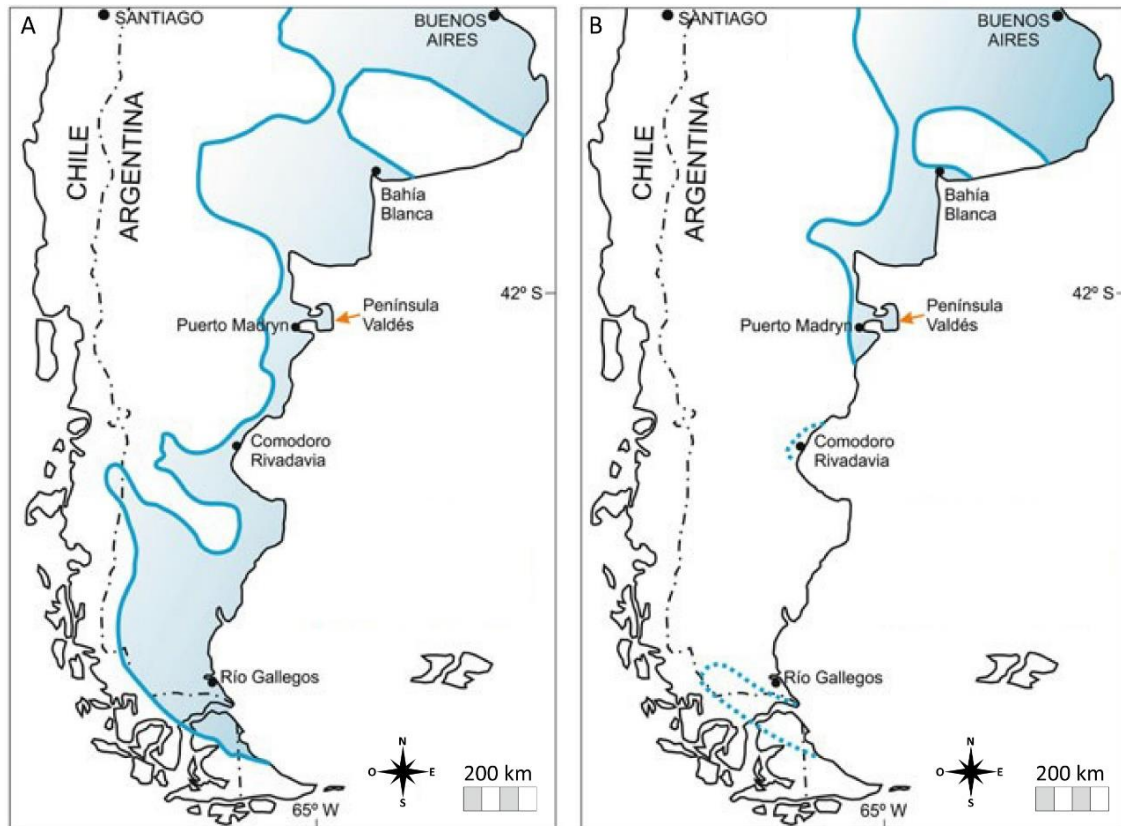 A
SANTIAGO
BUENOS
AIRES
CHILE
ARGENTINA
Bahía
Blanca
42º S
Península
Valdés
Puerto Madryn
Comodoro
Rivadavia
Río Gallegos
N
O
E
S
200 km
65º W
B
SANTIAGO
BUENOS
AIRES
CHILE
ARGENTINA
Bahía
Blanca
42º S
Península
Valdés
Puerto Madryn
Comodoro
Rivadavia
Río Gallegos
N
O
E
S
200 km
65º W